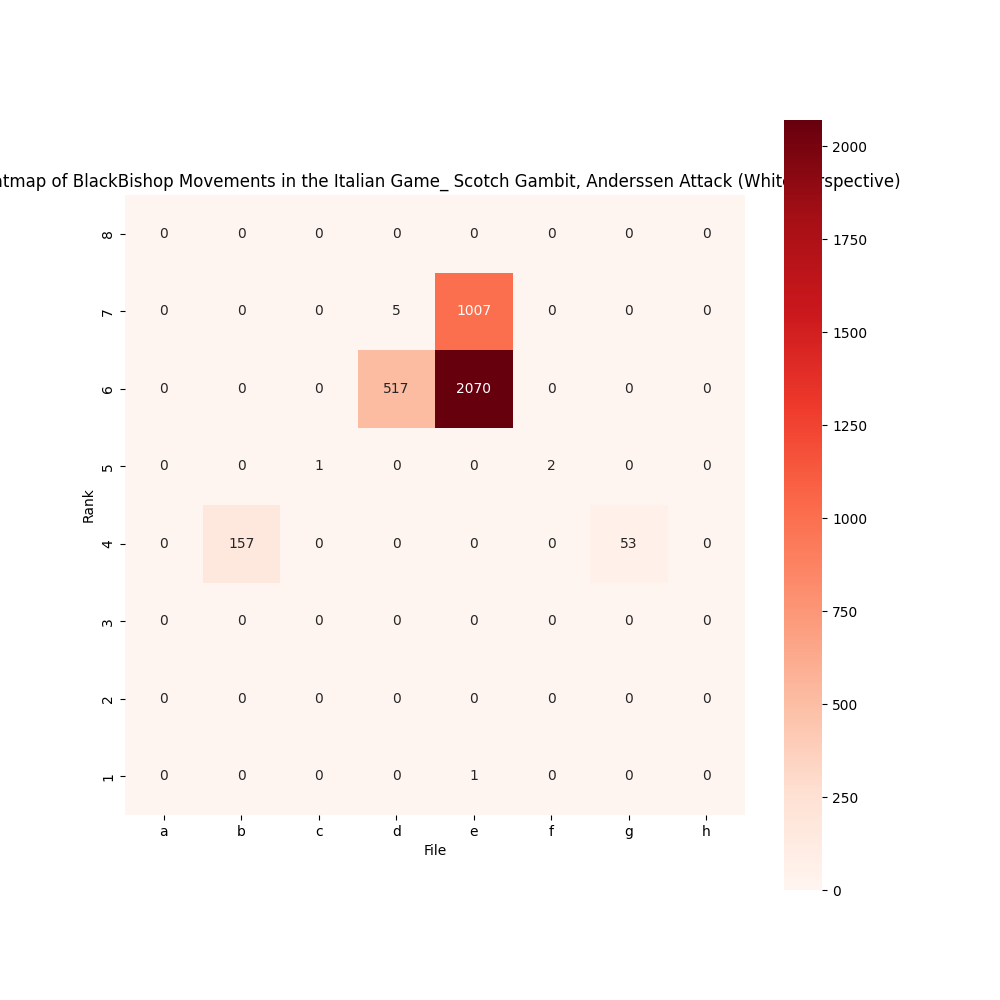 atmap of BlackBishop Movements in the Italian Game_ Scotch Gambit, Anderssen Attack (White Perspective)
8 0 0 0 0 0 0 0 0
7 0 0 0 5 1007 0 0 0
6 0 0 0 517 2070 0 0 0
5 0 0 1 0 0 2 0 0
Rank
4 0 157 0 0 0 0 53 0
3 0 0 0 0 0 0 0 0
2 0 0 0 0 0 0 0 0
1 0 0 0 0 1 0 0 0
a b c d e f g h
File
2000
1750
1500
1250
1000
750
500
250
0